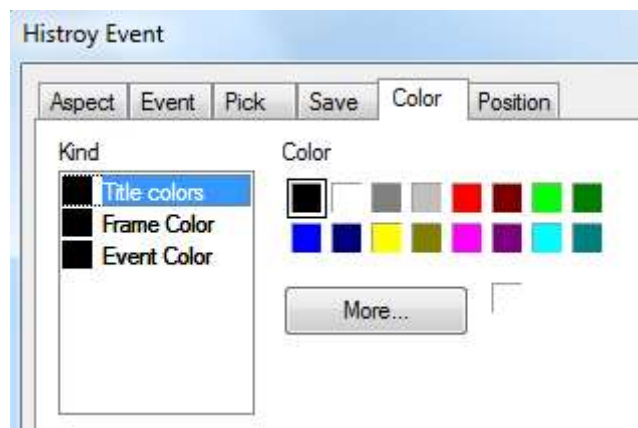 Histroy Event
Aspect Event Pick Save Color Position
Kind Color
Title colors
Frame Color
Event Color
More...